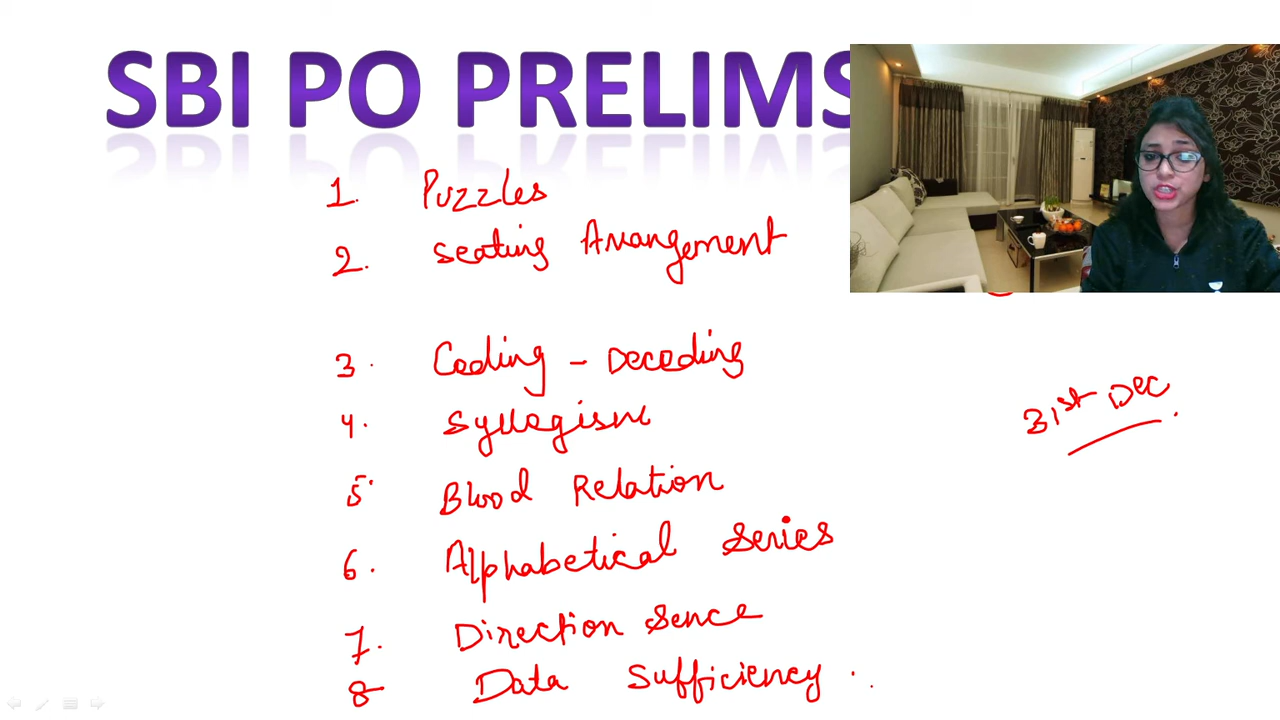 SBI PO PRELIMS
1. Puzzles
2. Seating Arrangement
3. Coding - Decoding
4. Syllogism
5. Blood Relation
6. Alphabetical Series
7. Direction Sence
8 Data Sufficiency
31st Dec